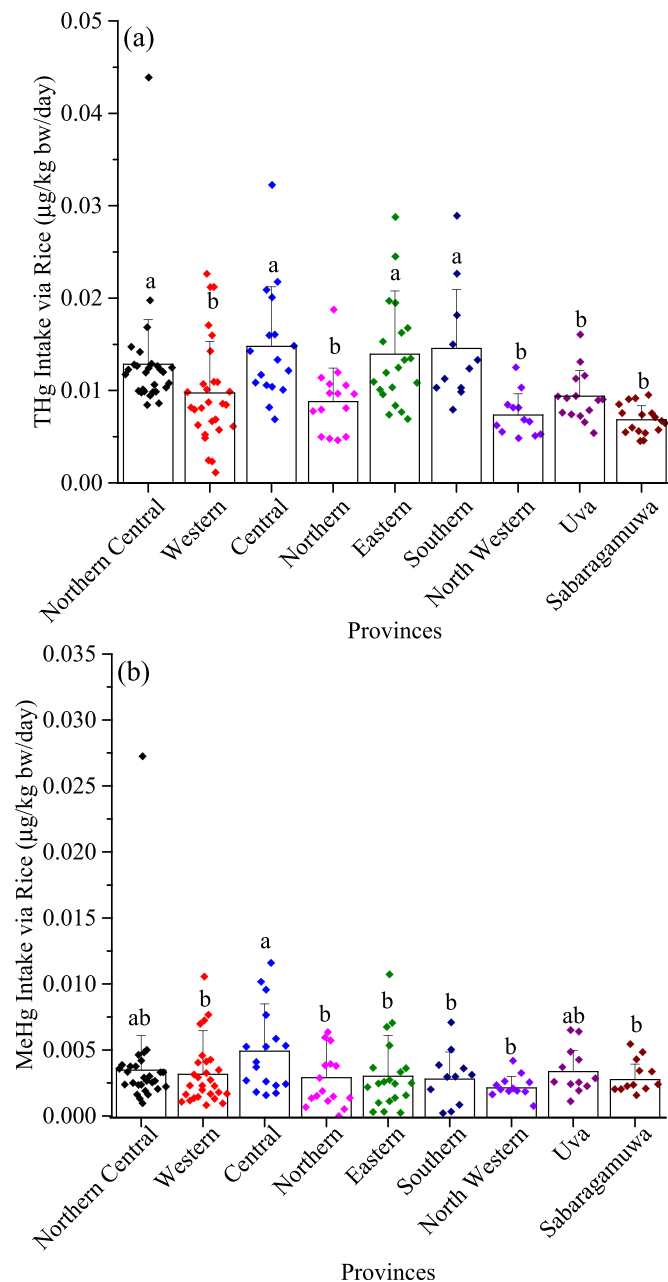 (a)
THg Intake via Rice (μg/kg bw/day)
0.05
0.04
0.03
0.02
0.01
0.00
a
b
a
b
a
a
b
b
b
Northern Central
Western
Central
Northern
Eastern
Southern
North Western
Uva
Sabaragamuwa
Provinces
(b)
MeHg Intake via Rice (μg/kg bw/day)
0.035
0.030
0.025
0.020
0.015
0.010
0.005
0.000
ab
b
a
b
b
b
b
ab
b
Northern Central
Western
Central
Northern
Eastern
Southern
North Western
Uva
Sabaragamuwa
Provinces